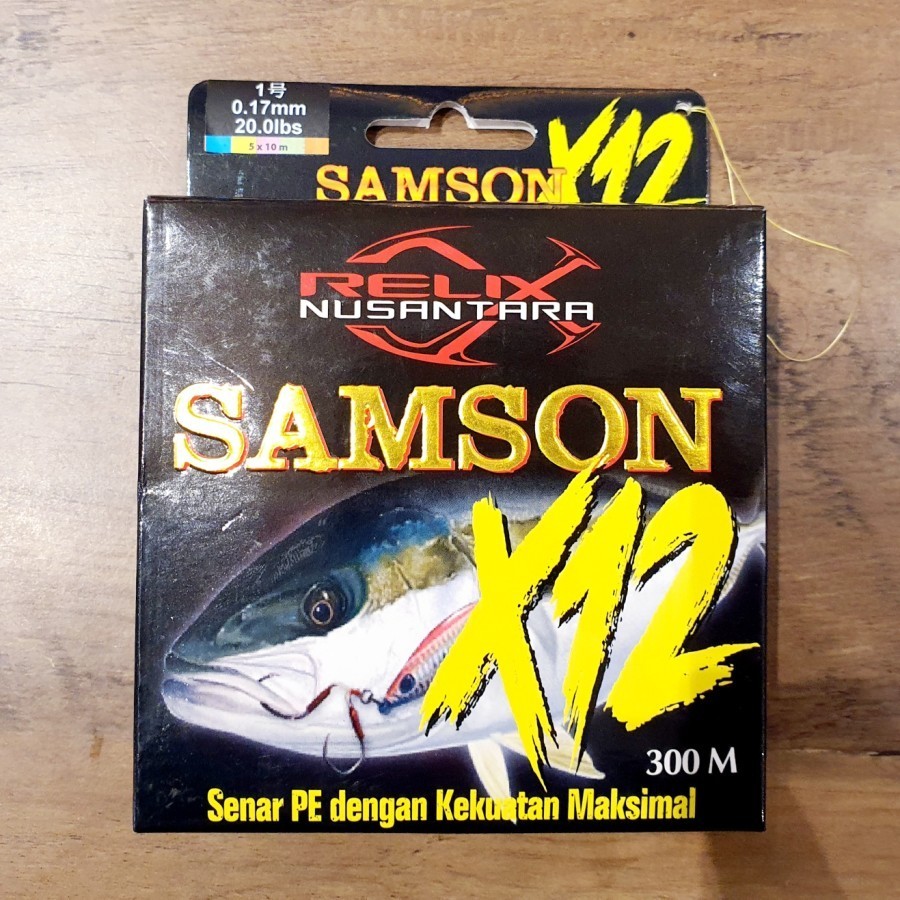 1号
0.17mm
20.0lbs
5 x 10 m
SAMSON X12
RELIX
NUSANTARA
SAMSON
X12
300 M
Senar PE dengan Kekuatan Maksimal